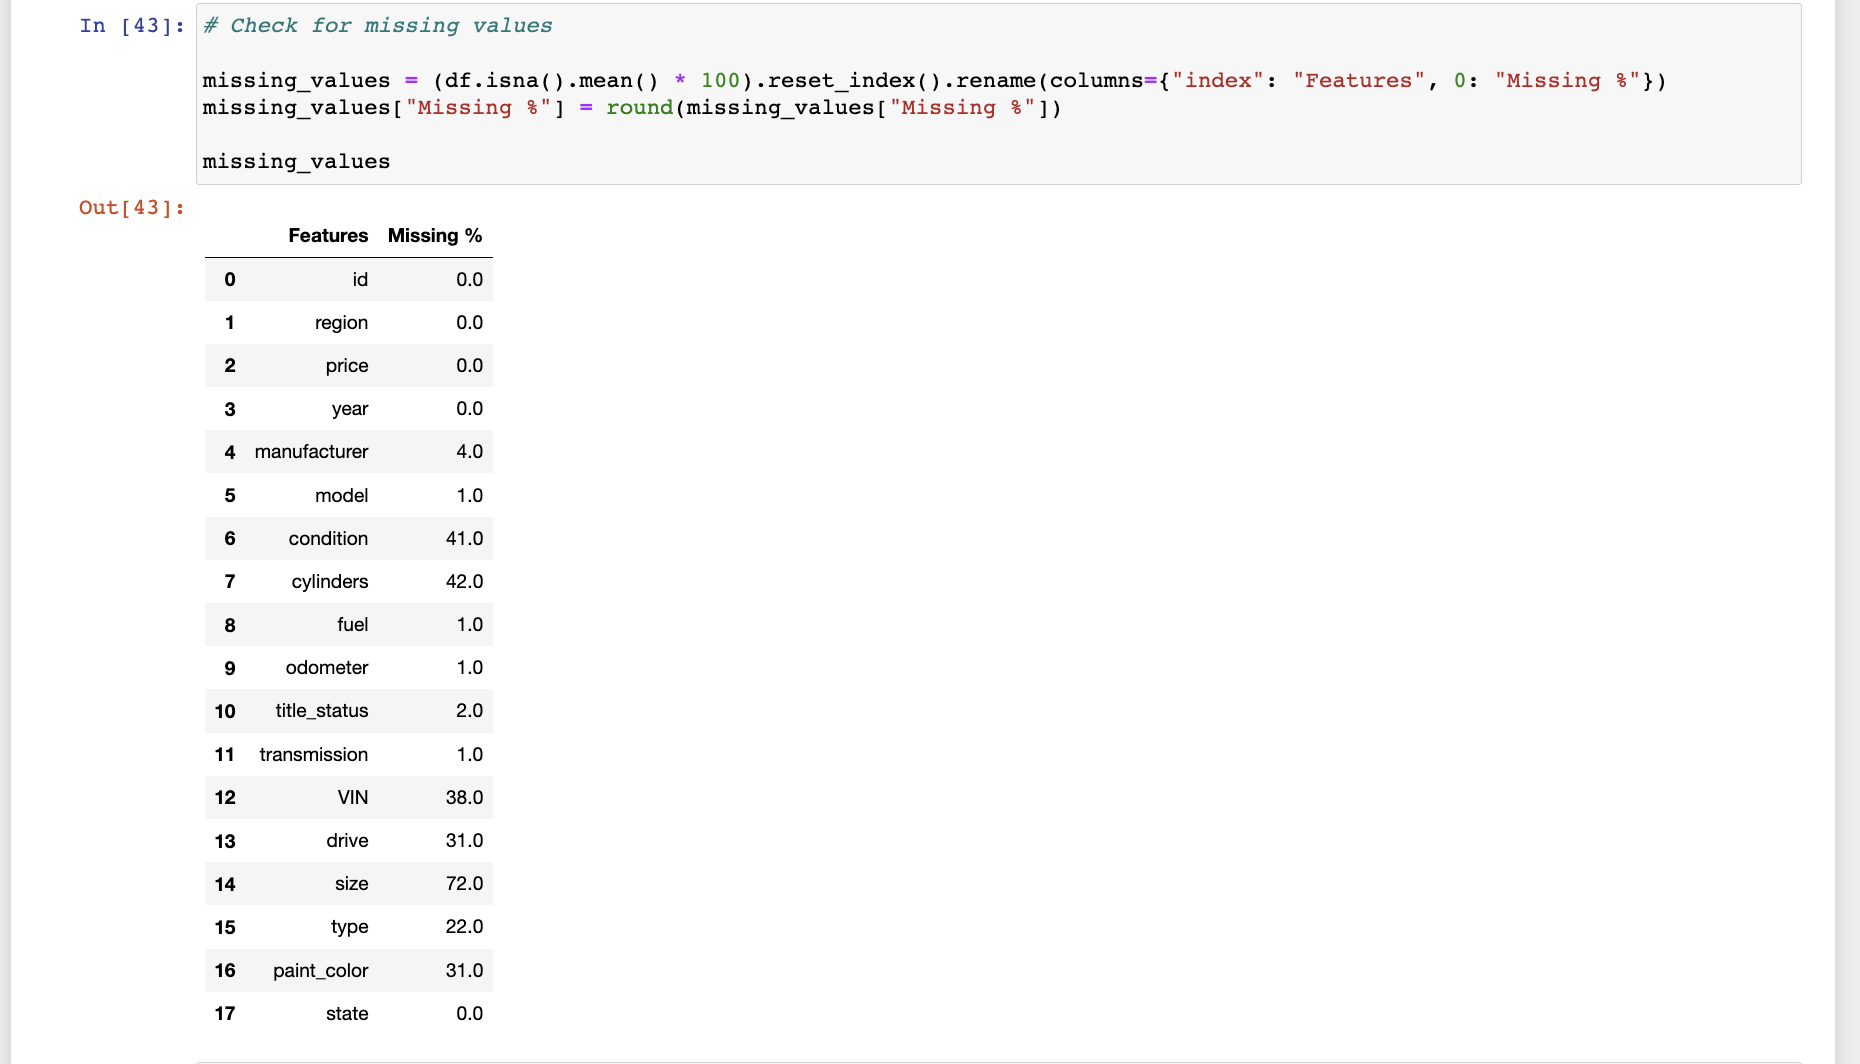 In [43]: # Check for missing values
missing_values = (df.isna().mean() * 100).reset_index().rename(columns={"index": "Features", 0: "Missing %"})
missing_values["Missing %"] = round(missing_values["Missing %"])
missing_values
Out[43]:
Features Missing %
0 id 0.0
1 region 0.0
2 price 0.0
3 year 0.0
4 manufacturer 4.0
5 model 1.0
6 condition 41.0
7 cylinders 42.0
8 fuel 1.0
9 odometer 1.0
10 title_status 2.0
11 transmission 1.0
12 VIN 38.0
13 drive 31.0
14 size 72.0
15 type 22.0
16 paint_color 31.0
17 state 0.0